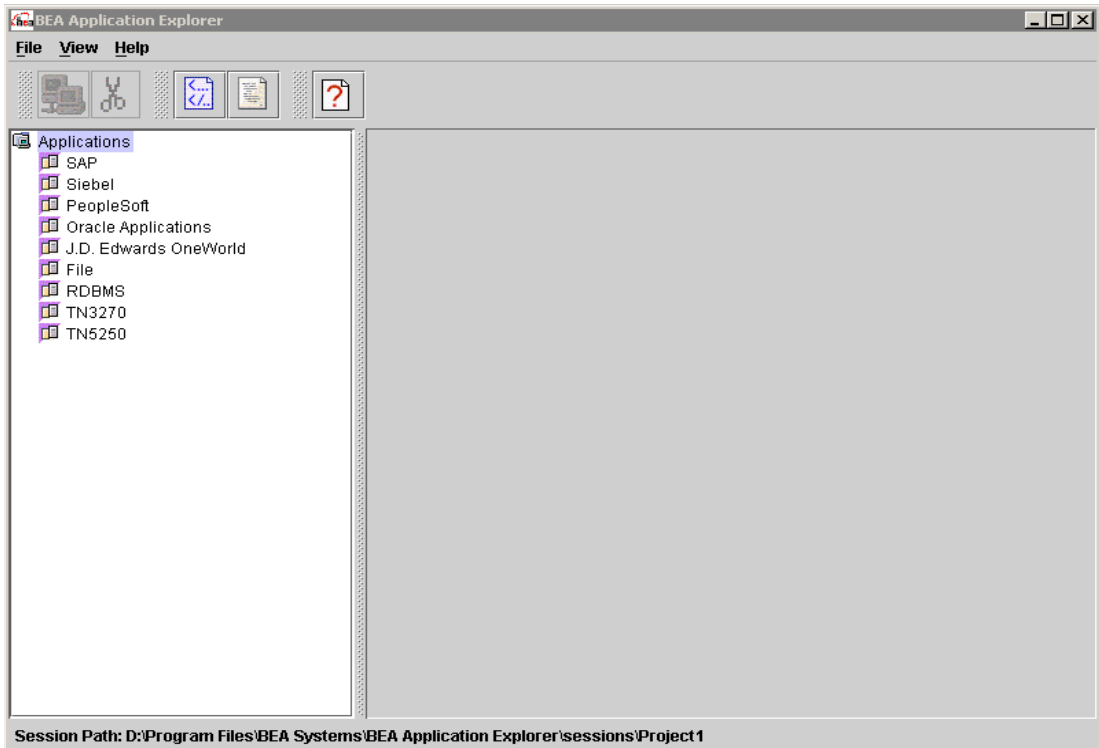 BEA Application Explorer
File View Help
Applications
SAP
Siebel
PeopleSoft
Oracle Applications
J.D. Edwards OneWorld
File
RDBMS
TN3270
TN5250
Session Path: D:\Program Files\BEA Systems\BEA Application Explorer\sessions\Project1